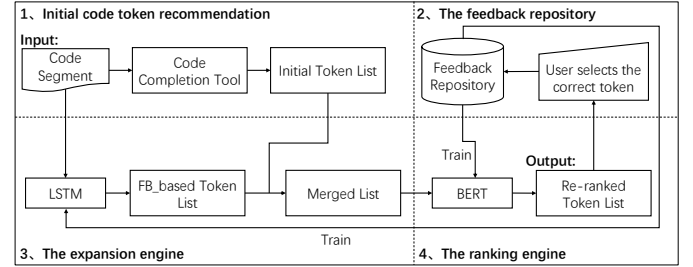 1、Initial code token recommendation
2、The feedback repository
Input:
Code
Segment
Code
Completion Tool
Initial Token List
Feedback
Repository
User selects the
correct token
Train
Output:
LSTM
FB_based Token
List
Merged List
BERT
Re-ranked
Token List
Train
3、The expansion engine
4、The ranking engine